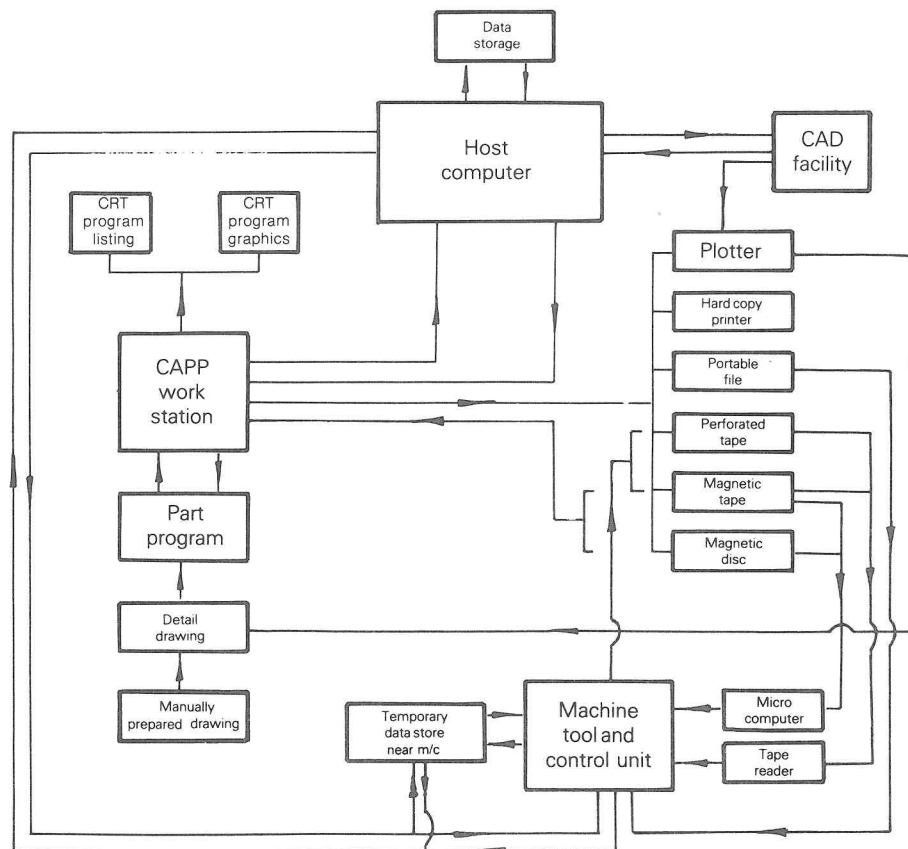 Data
storage
Host
computer
CAD
facility
CRT
program
listing
CRT
program
graphics
Plotter
Hard copy
printer
CAPP
work
station
Portable
file
Perforated
tape
Magnetic
tape
Part
program
Magnetic
disc
Detail
drawing
Manually
prepared drawing
Temporary
data store
near m/c
Machine
tool and
control unit
Micro
computer
Tape
reader